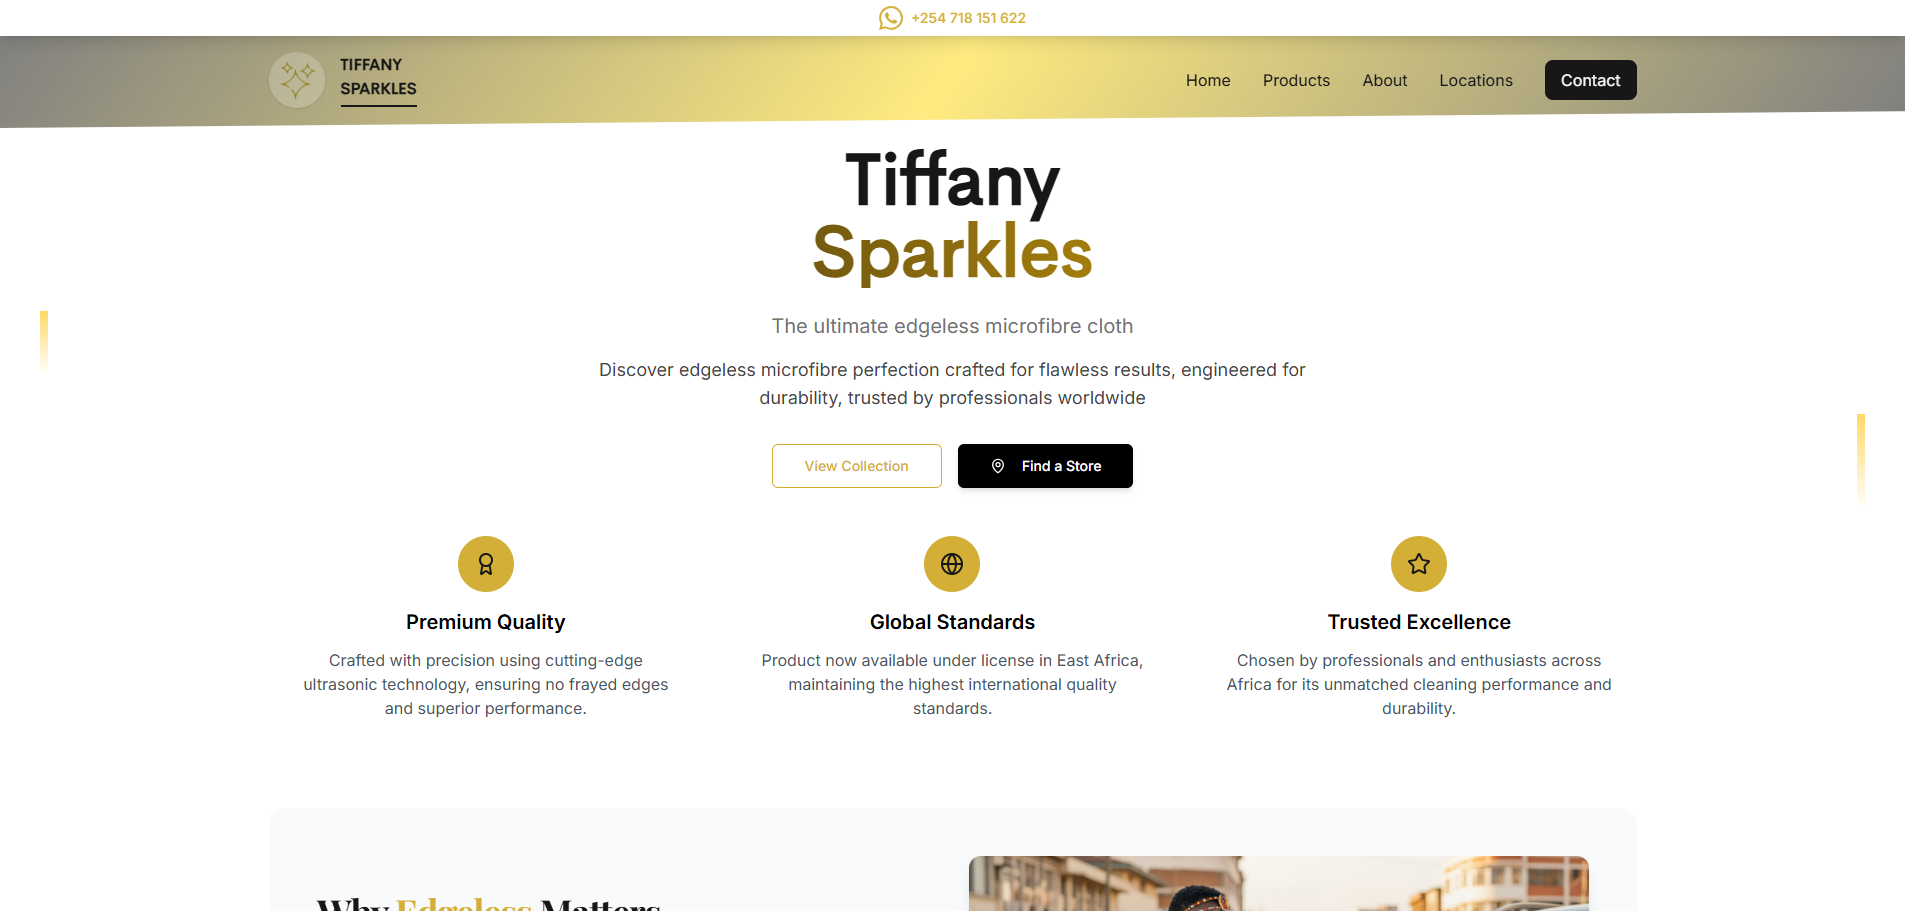 +254 718 151 622
TIFFANY
SPARKLES
Home Products About Locations Contact
Tiffany
Sparkles
The ultimate edgeless microfibre cloth
Discover edgeless microfibre perfection crafted for flawless results, engineered for
durability, trusted by professionals worldwide
View Collection Find a Store
Premium Quality
Crafted with precision using cutting-edge
ultrasonic technology, ensuring no frayed edges
and superior performance.
Global Standards
Product now available under license in East Africa,
maintaining the highest international quality
standards.
Trusted Excellence
Chosen by professionals and enthusiasts across
Africa for its unmatched cleaning performance and
durability.
Why Edgeless Matters